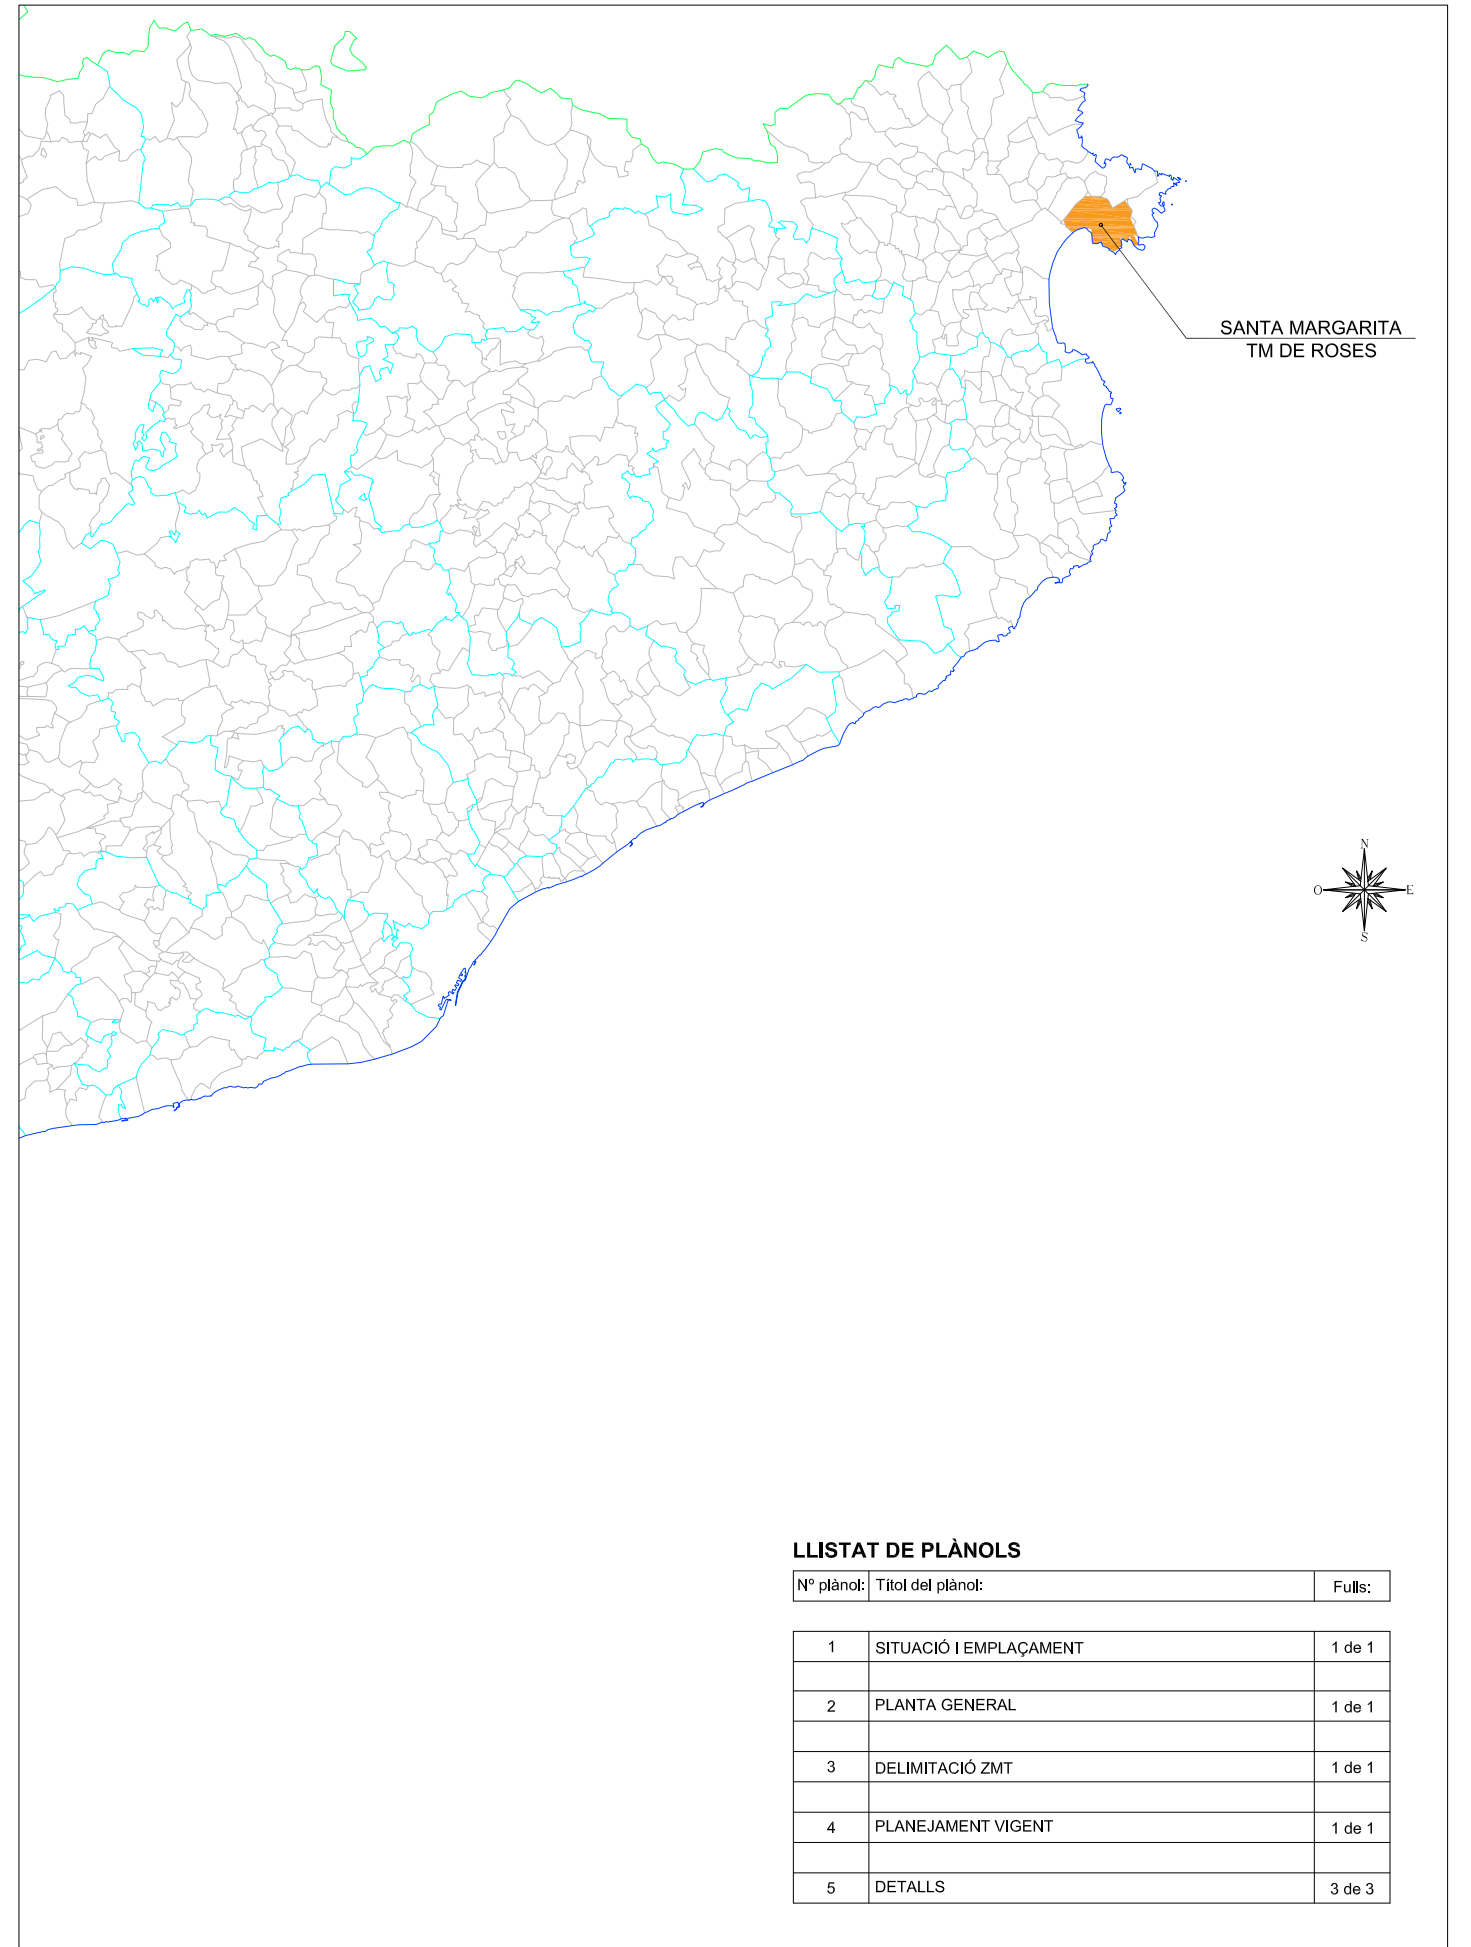 SANTA MARGARITA
TM DE ROSES
N
O E
S
LLISTAT DE PLÀNOLS
Nº plànol: Títol del plànol: Fulls:
1 SITUACIÓ I EMPLAÇAMENT 1 de 1
2 PLANTA GENERAL 1 de 1
3 DELIMITACIÓ ZMT 1 de 1
4 PLANEJAMENT VIGENT 1 de 1
5 DETALLS 3 de 3